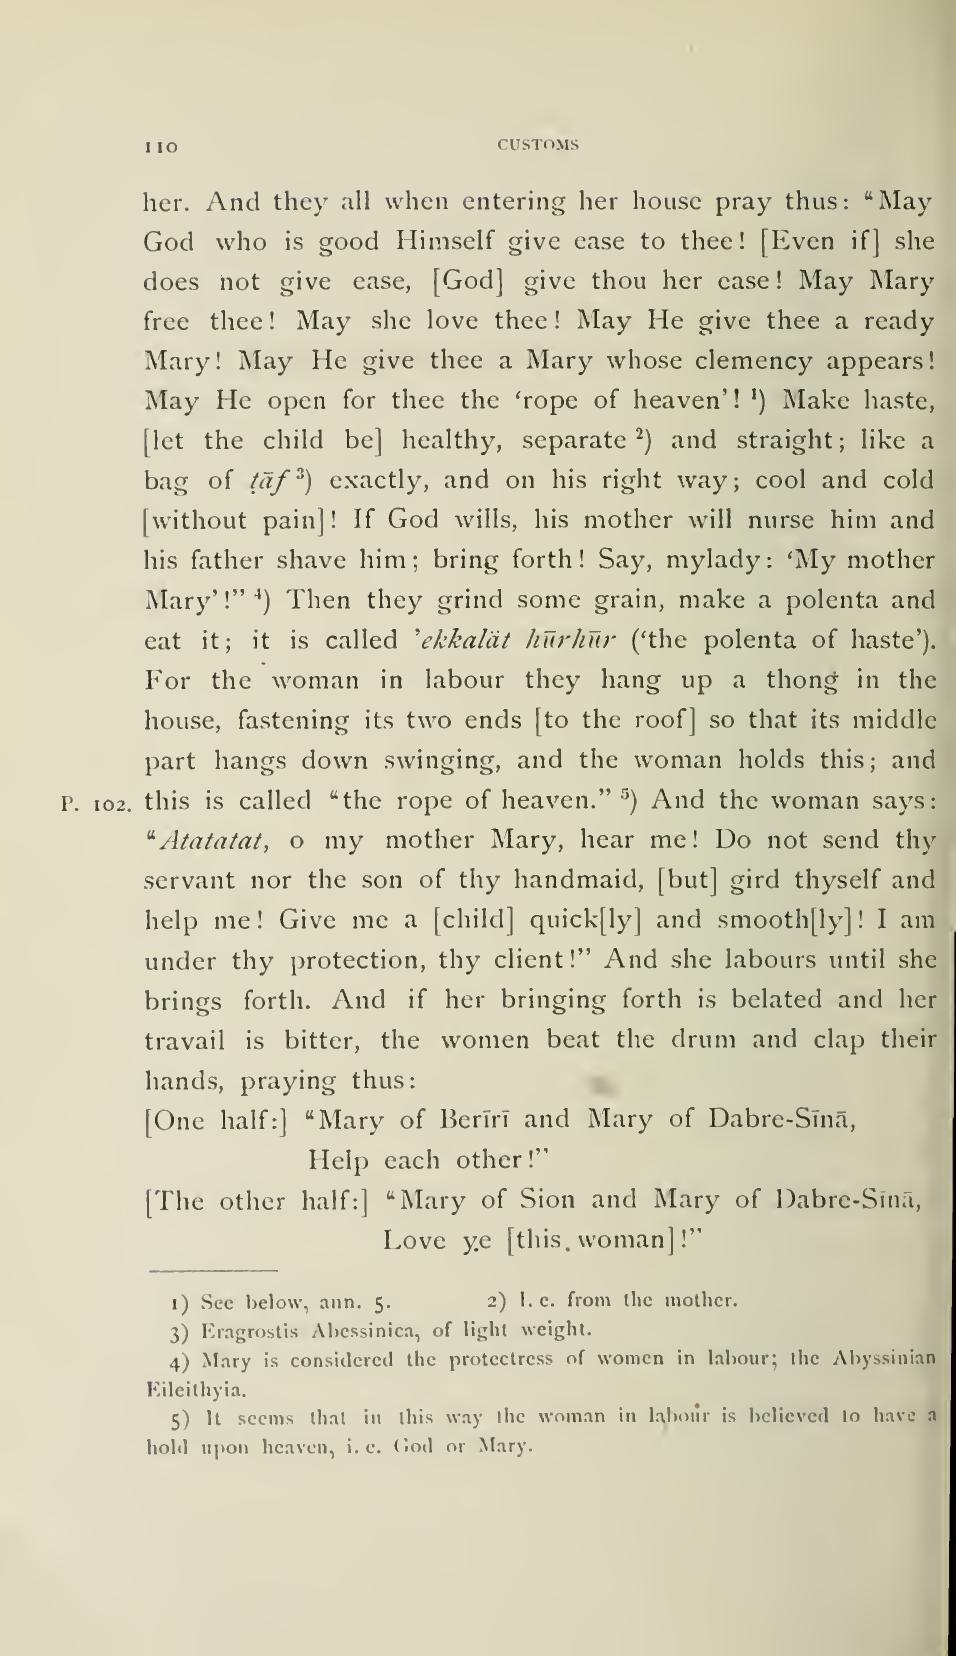 110 CUSTOMS
her. And they all when entering her house pray thus: “May
God who is good Himself give ease to thee! [Even if] she
does not give ease, [God] give thou her ease! May Mary
free thee! May she love thee! May He give thee a ready
Mary! May He give thee a Mary whose clemency appears!
May He open for thee the ‘rope of heaven’! ¹) Make haste,
[let the child be] healthy, separate ²) and straight; like a
bag of ṭāf ³) exactly, and on his right way; cool and cold
[without pain]! If God wills, his mother will nurse him and
his father shave him; bring forth! Say, mylady: ‘My mother
Mary’!” ⁴) Then they grind some grain, make a polenta and
eat it; it is called ’ekkalät hūrhūr (‘the polenta of haste’).
For the woman in labour they hang up a thong in the
house, fastening its two ends [to the roof] so that its middle
part hangs down swinging, and the woman holds this; and
P. 102. this is called “the rope of heaven.” ⁵) And the woman says:
“Atatatat, o my mother Mary, hear me! Do not send thy
servant nor the son of thy handmaid, [but] gird thyself and
help me! Give me a [child] quick[ly] and smooth[ly]! I am
under thy protection, thy client!” And she labours until she
brings forth. And if her bringing forth is belated and her
travail is bitter, the women beat the drum and clap their
hands, praying thus:
[One half:] “Mary of Berīrī and Mary of Dabre-Sīnā,
Help each other!”
[The other half:] “Mary of Sion and Mary of Dabre-Sīnā,
Love ye [this woman]!”
1) See below, ann. 5. 2) I. e. from the mother.
3) Eragrostis Abessinica, of light weight.
4) Mary is considered the protectress of women in labour; the Abyssinian
Eileithyia.
5) It seems that in this way the woman in labour is believed to have a
hold upon heaven, i. e. God or Mary.